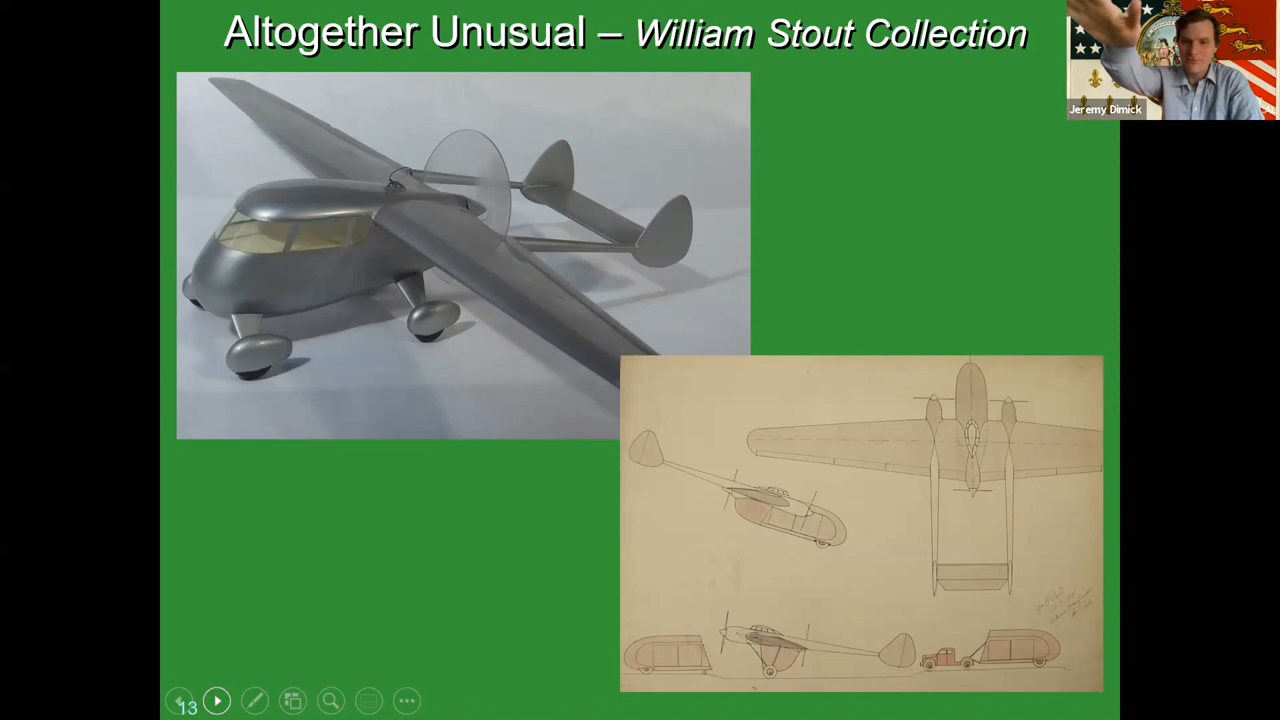 Altogether Unusual – William Stout Collection
Jeremy Dimick
13